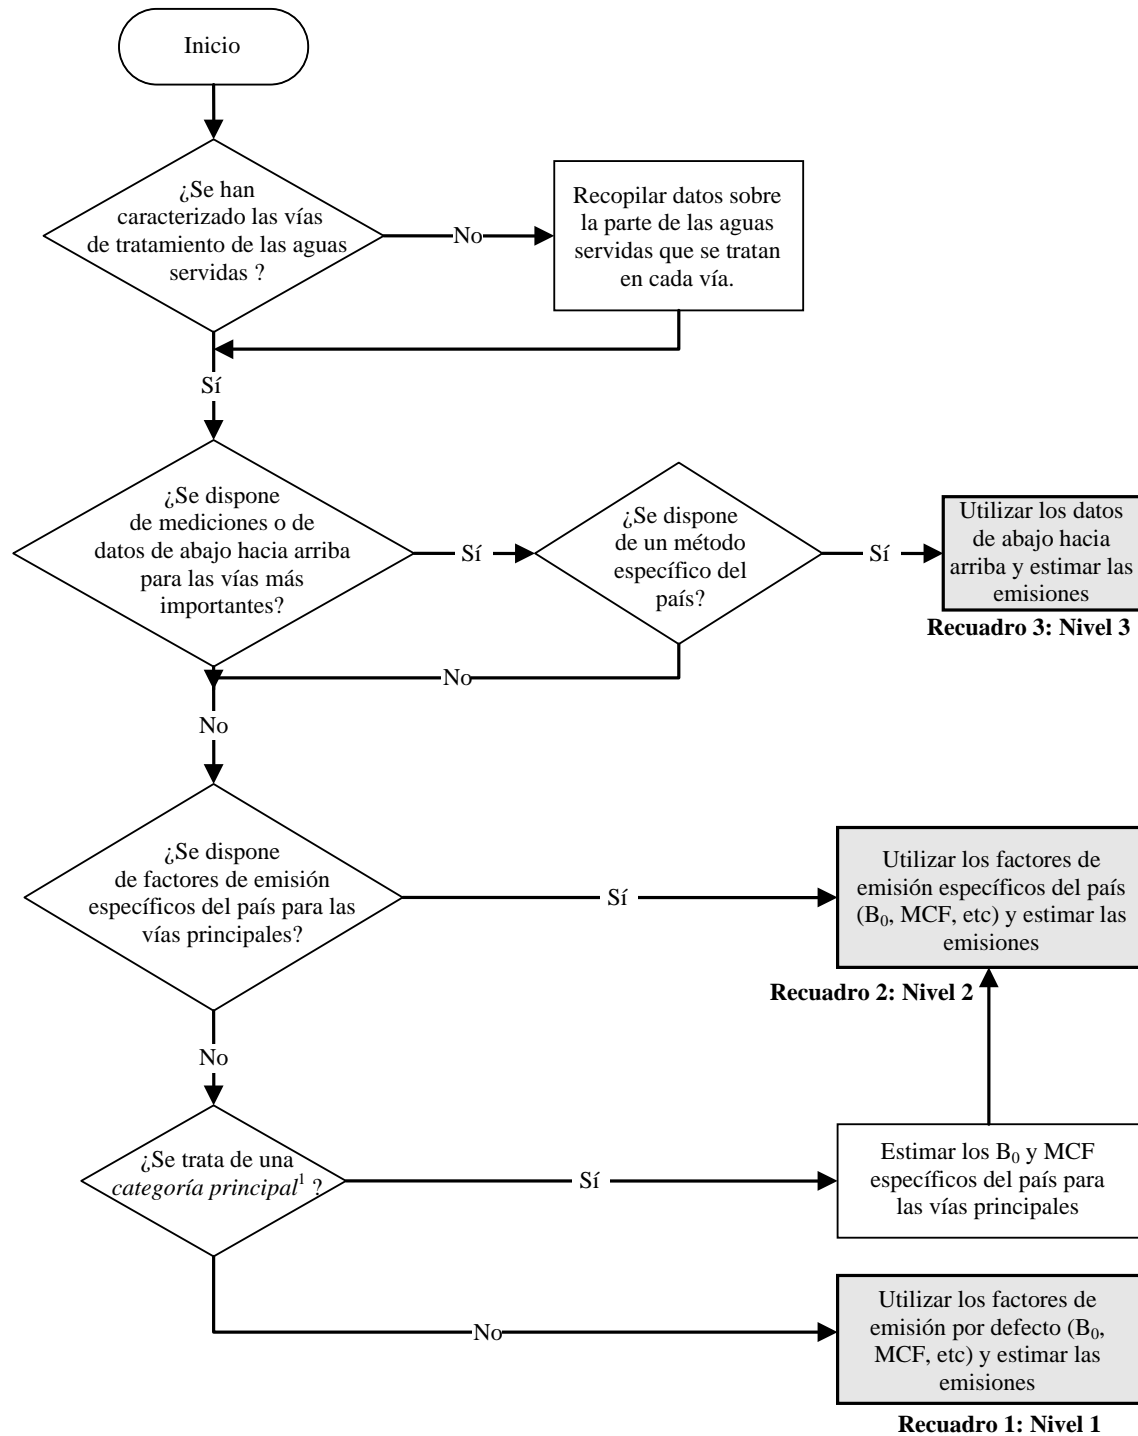 Inicio
¿Se han
caracterizado las vías
de tratamiento de las aguas
servidas ?
No
Recopilar datos sobre
la parte de las aguas
servidas que se tratan
en cada vía.
Sí
¿Se dispone
de mediciones o de
datos de abajo hacia arriba
para las vías más
importantes?
Sí
¿Se dispone
de un método
específico del
país?
Sí
Utilizar los datos
de abajo hacia
arriba y estimar las
emisiones
Recuadro 3: Nivel 3
No
No
¿Se dispone
de factores de emisión
específicos del país para las
vías principales?
Sí
Utilizar los factores de
emisión específicos del país
(B₀, MCF, etc) y estimar las
emisiones
Recuadro 2: Nivel 2
No
¿Se trata de una
categoría principal¹ ?
Sí
Estimar los B₀ y MCF
específicos del país para
las vías principales
No
Utilizar los factores de
emisión por defecto (B₀,
MCF, etc) y estimar las
emisiones
Recuadro 1: Nivel 1